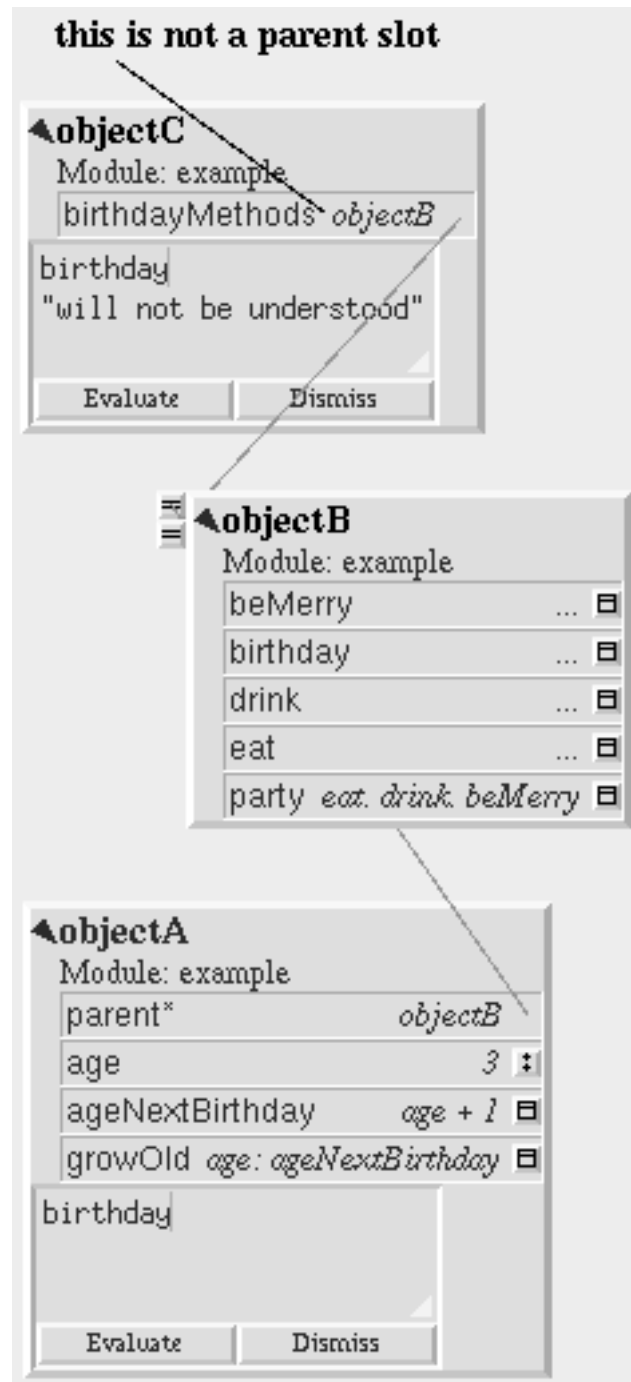 this is not a parent slot
objectC
Module: example
birthdayMethods objectB
birthday
"will not be understood"
Evaluate Dismiss
objectB
Module: example
beMerry ...
birthday ...
drink ...
eat ...
party eat. drink. beMerry
objectA
Module: example
parent* objectB
age 3
ageNextBirthday age + 1
growOld age: ageNextBirthday
birthday
Evaluate Dismiss